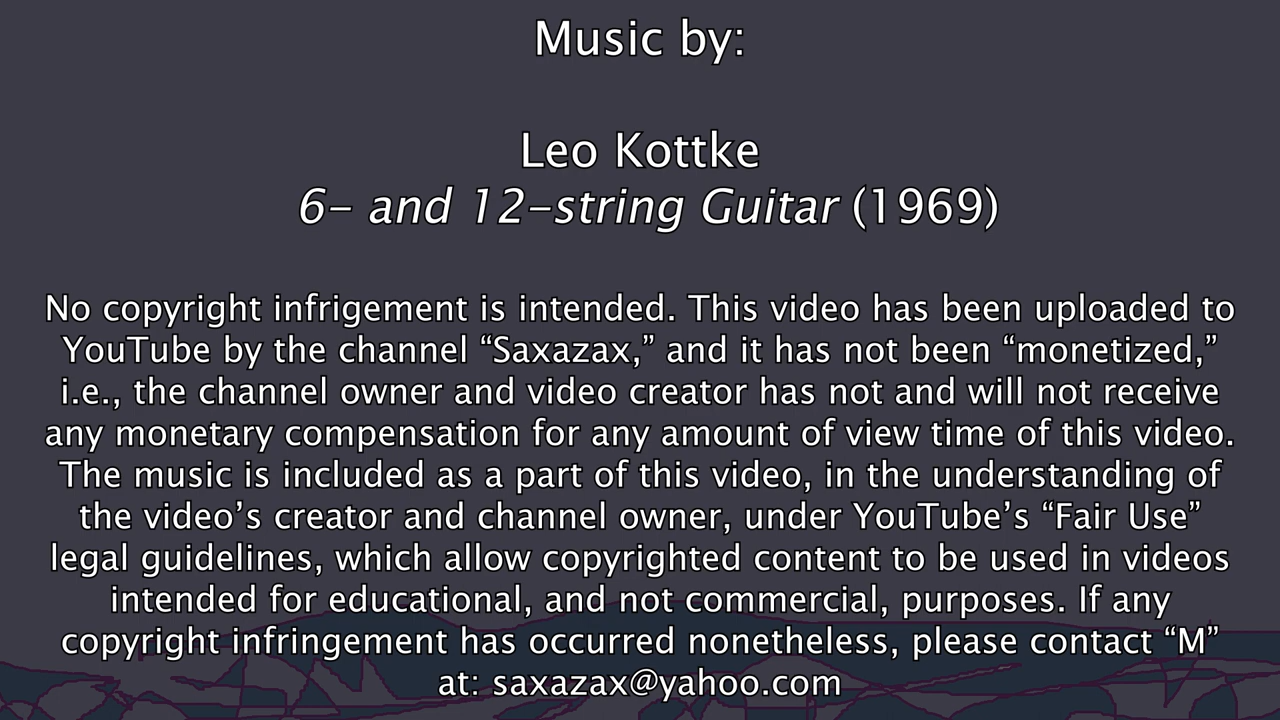 Music by:
Leo Kottke
6- and 12-string Guitar (1969)
No copyright infrigement is intended. This video has been uploaded to
YouTube by the channel “Saxazax,” and it has not been “monetized,”
i.e., the channel owner and video creator has not and will not receive
any monetary compensation for any amount of view time of this video.
The music is included as a part of this video, in the understanding of
the video’s creator and channel owner, under YouTube’s “Fair Use”
legal guidelines, which allow copyrighted content to be used in videos
intended for educational, and not commercial, purposes. If any
copyright infringement has occurred nonetheless, please contact “M”
at: saxazax@yahoo.com